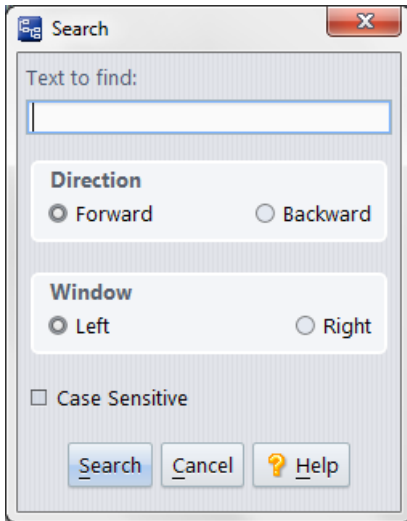 Search
Text to find:
Direction
Forward Backward
Window
Left Right
Case Sensitive
Search Cancel Help